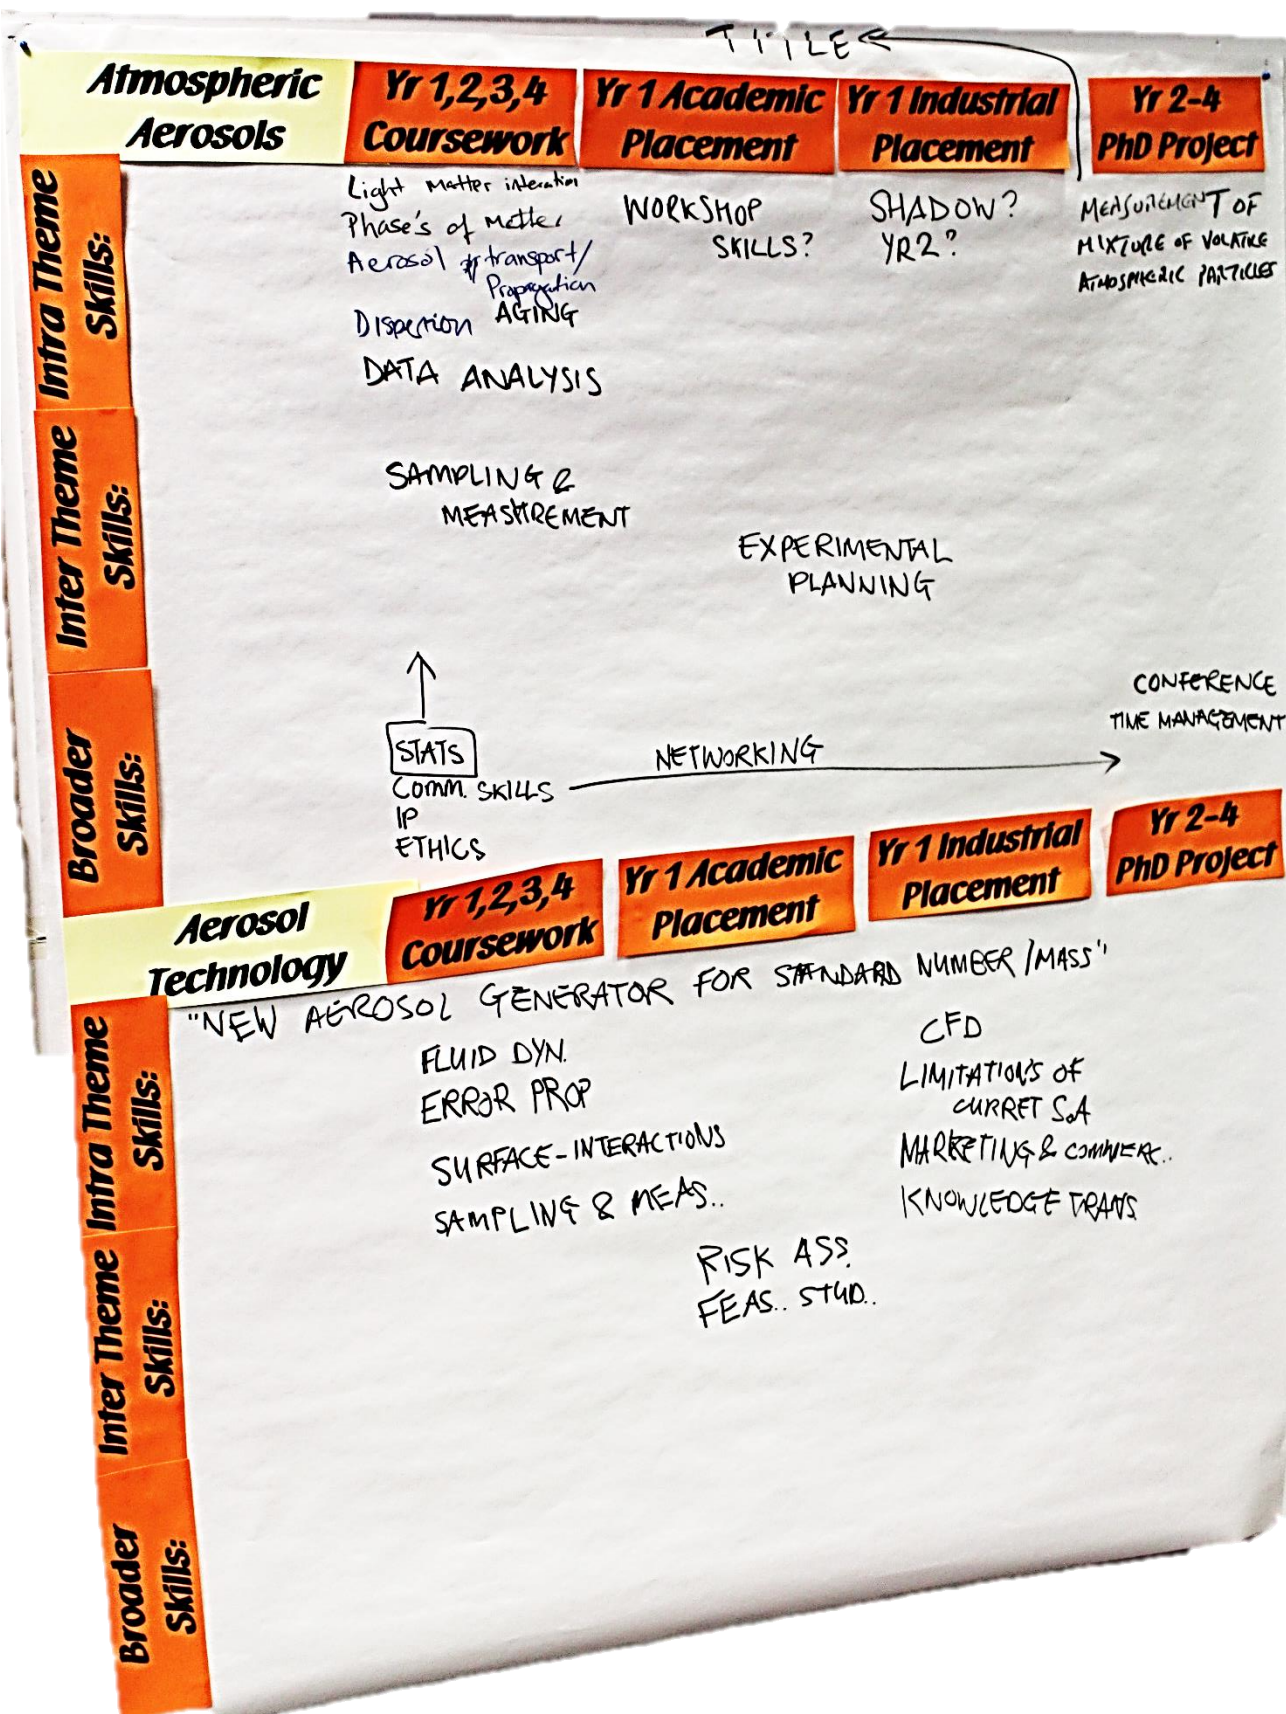 TITLE
Atmospheric
Aerosols
Yr 1,2,3,4
Coursework
Yr 1 Academic
Placement
Yr 1 Industrial
Placement
Yr 2-4
PhD Project
Intra Theme
Skills:
Light Matter interation
Phase's of Matter
Aerosol transport/
Propagation
Dispertion AGING
DATA ANALYSIS
WORKSHOP
SKILLS?
SHADOW?
YR2?
MEASUREMENT OF
MIXTURE OF VOLATILE
ATMOSPHERIC PARTICLES
Inter Theme
Skills:
SAMPLING &
MEASUREMENT
EXPERIMENTAL
PLANNING
Broader
Skills:
STATS
COMM. SKILLS
IP
ETHICS
NETWORKING
CONFERENCE
TIME MANAGEMENT
Aerosol
Technology
Yr 1,2,3,4
Coursework
Yr 1 Academic
Placement
Yr 1 Industrial
Placement
Yr 2-4
PhD Project
"NEW AEROSOL GENERATOR FOR STANDARD NUMBER/MASS"
Intra Theme
Skills:
FLUID DYN.
ERROR PROP
SURFACE-INTERACTIONS
SAMPLING & MEAS..
CFD
LIMITATIONS OF
CURRET S.A
MARKETING & COMMERC..
KNOWLEDGE TRANS
Inter Theme
Skills:
RISK ASS.
FEAS.. STUD..
Broader
Skills: